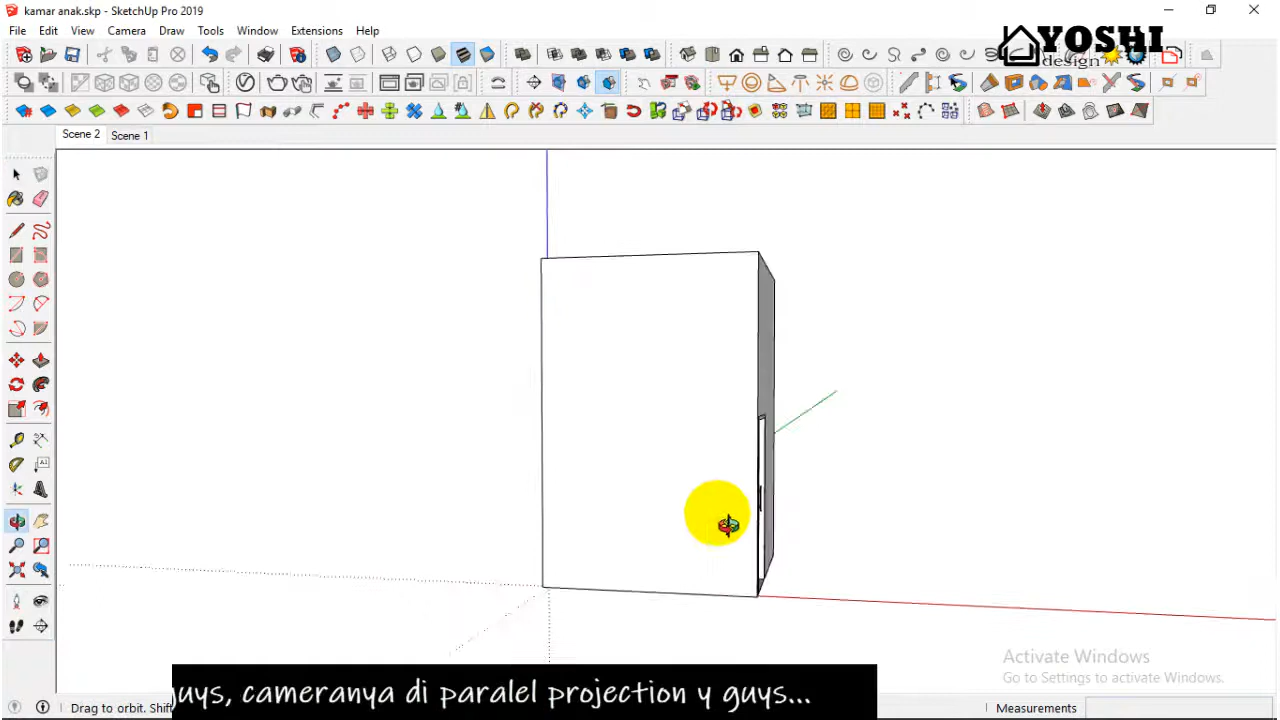 kamar anak.skp - SketchUp Pro 2019
File Edit View Camera Draw Tools Window Extensions Help
YOSHI
design
Scene 2 Scene 1
A1
Activate Windows
Go to Settings to activate Windows.
guys, cameranya di paralel projection y guys...
Drag to orbit. Shift
Measurements